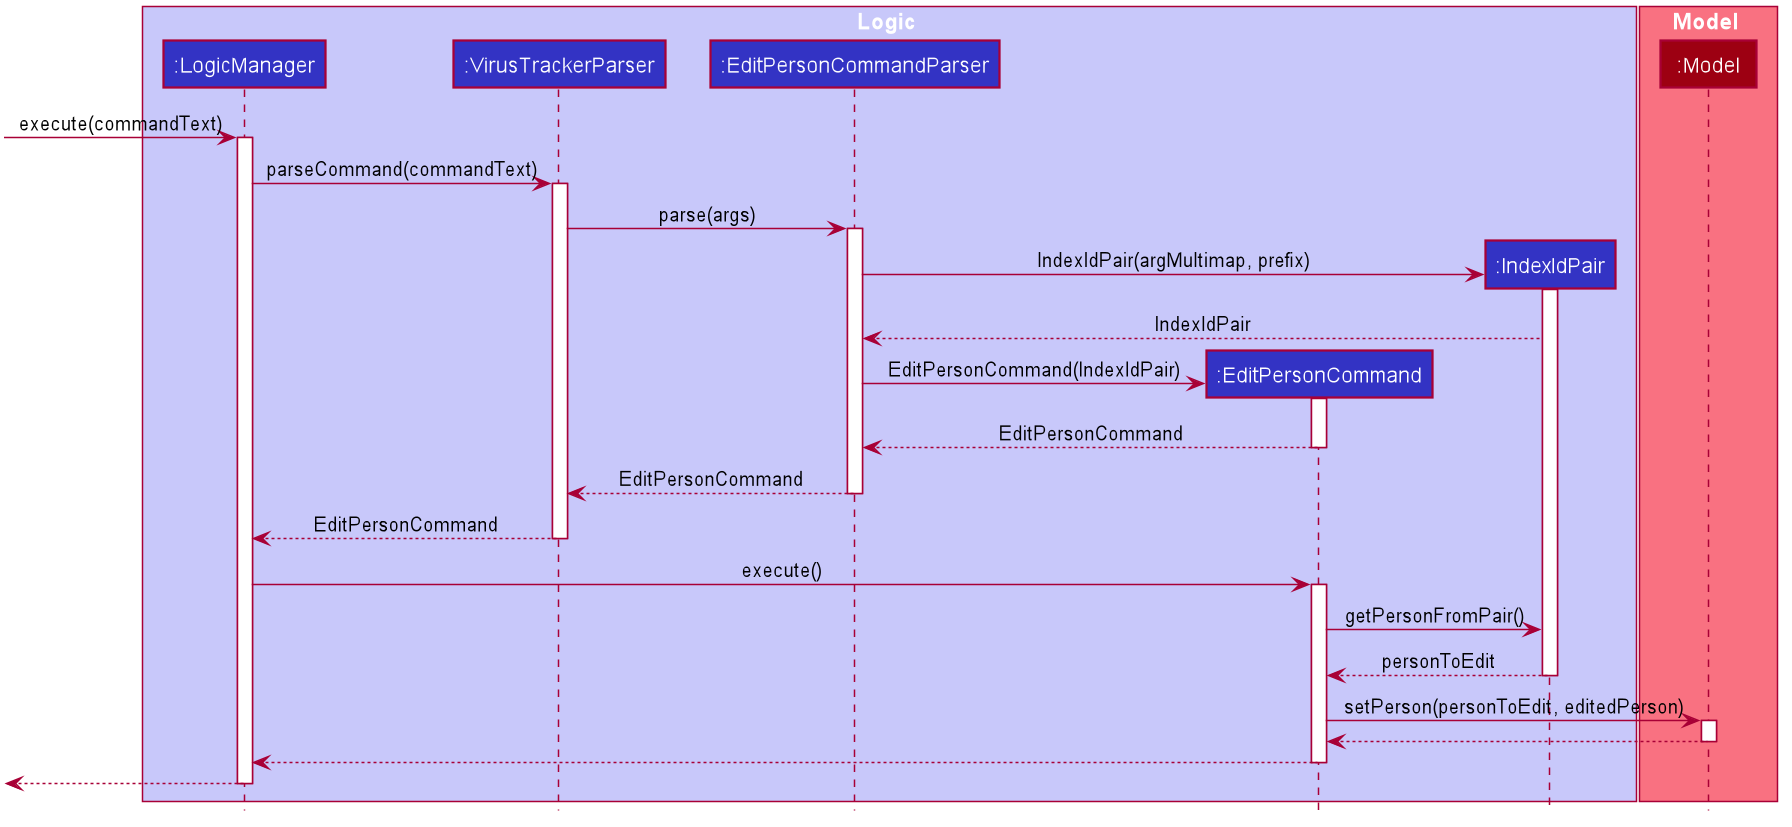 Logic
Model
:LogicManager
:VirusTrackerParser
:EditPersonCommandParser
:Model
execute(commandText)
parseCommand(commandText)
parse(args)
IndexIdPair(argMultimap, prefix)
:IndexIdPair
IndexIdPair
EditPersonCommand(IndexIdPair)
:EditPersonCommand
EditPersonCommand
EditPersonCommand
EditPersonCommand
execute()
getPersonFromPair()
personToEdit
setPerson(personToEdit, editedPerson)